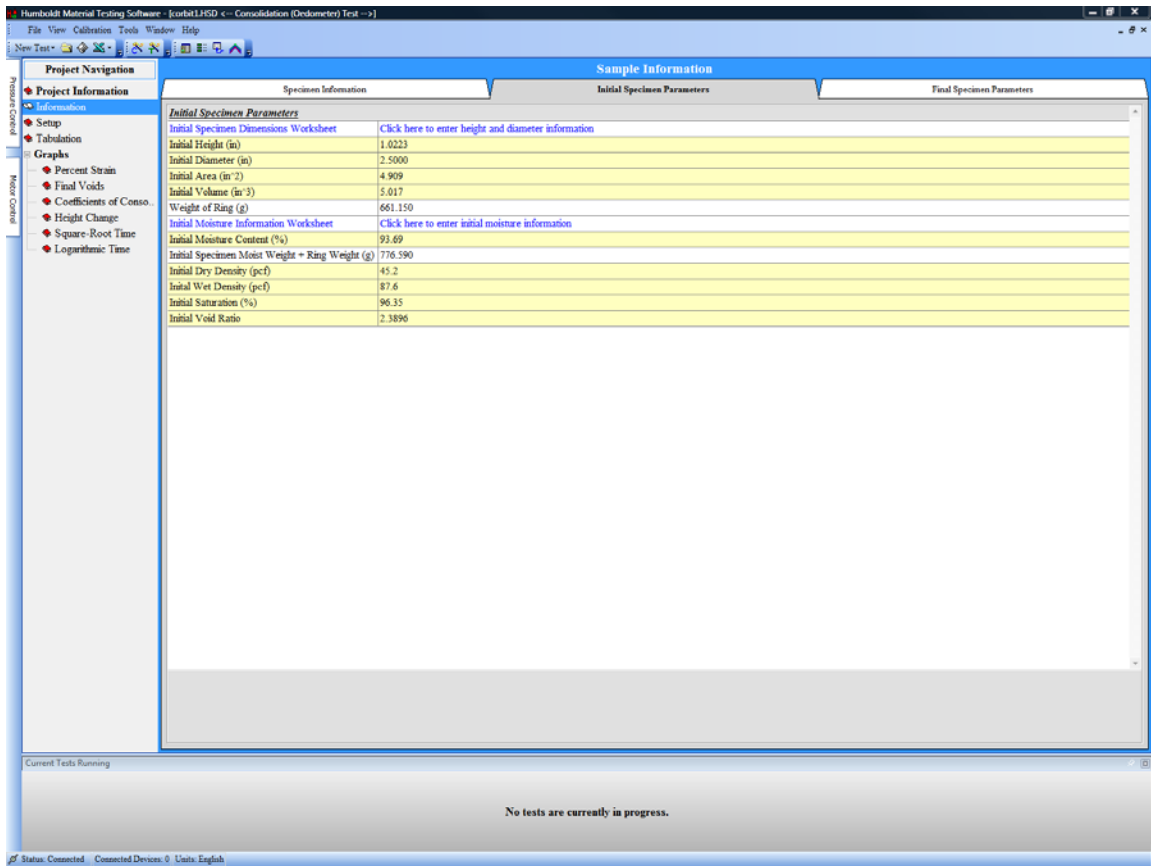 Humboldt Material Testing Software - [corbit1.HSD <-- Consolidation (Oedometer) Test -->]
File View Calibration Tools Window Help
New Test
Project Navigation
Sample Information
Pressure Control
Motor Control
Project Information
Information
Setup
Tabulation
Graphs
Percent Strain
Final Voids
Coefficients of Conso...
Height Change
Square-Root Time
Logarithmic Time
Specimen Information Initial Specimen Parameters Final Specimen Parameters
Initial Specimen Parameters
Initial Specimen Dimensions Worksheet Click here to enter height and diameter information
Initial Height (in) 1.0223
Initial Diameter (in) 2.5000
Initial Area (in^2) 4.909
Initial Volume (in^3) 5.017
Weight of Ring (g) 661.150
Initial Moisture Information Worksheet Click here to enter initial moisture information
Initial Moisture Content (%) 93.69
Initial Specimen Moist Weight + Ring Weight (g) 776.590
Initial Dry Density (pcf) 45.2
Inital Wet Density (pcf) 87.6
Initial Saturation (%) 96.35
Initial Void Ratio 2.3896
Current Tests Running
No tests are currently in progress.
Status: Connected Connected Devices: 0 Units: English